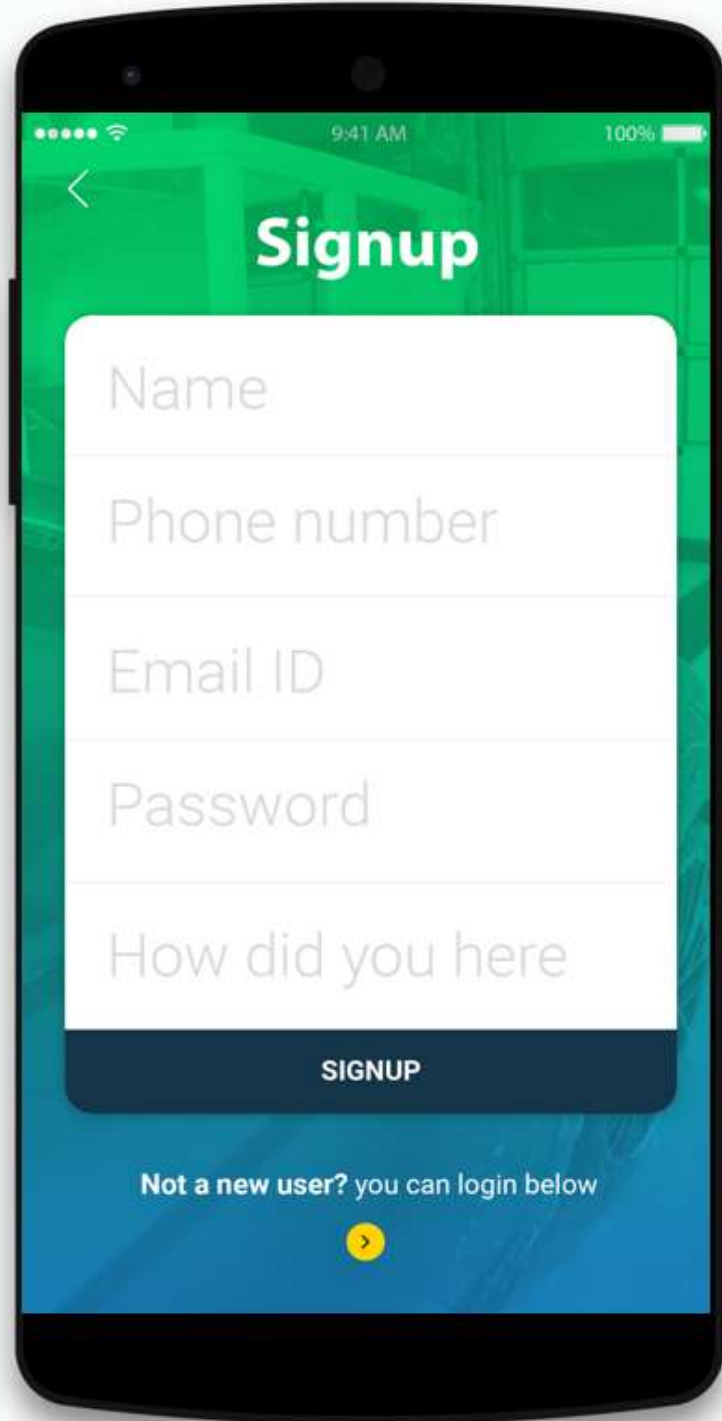 9:41 AM 100%
Signup
Name
Phone number
Email ID
Password
How did you here
SIGNUP
Not a new user? you can login below